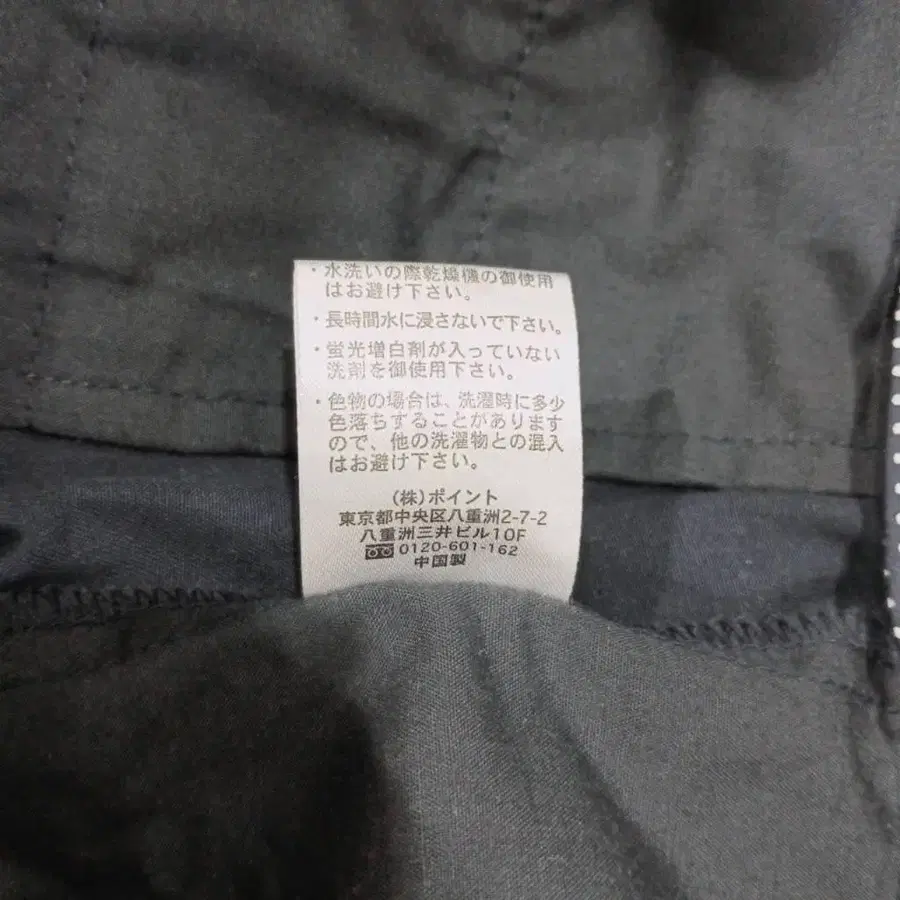 ・水洗いの際乾燥機の御使用
はお避け下さい。
・長時間水に浸さないで下さい。
・蛍光増白剤が入っていない
洗剤を御使用下さい。
・色物の場合は、洗濯時に多少
色落ちすることがあります
ので、他の洗濯物との混入
はお避け下さい。
(株)ポイント
東京都中央区八重洲2-7-2
八重洲三井ビル10F
0120-601-162
中国製